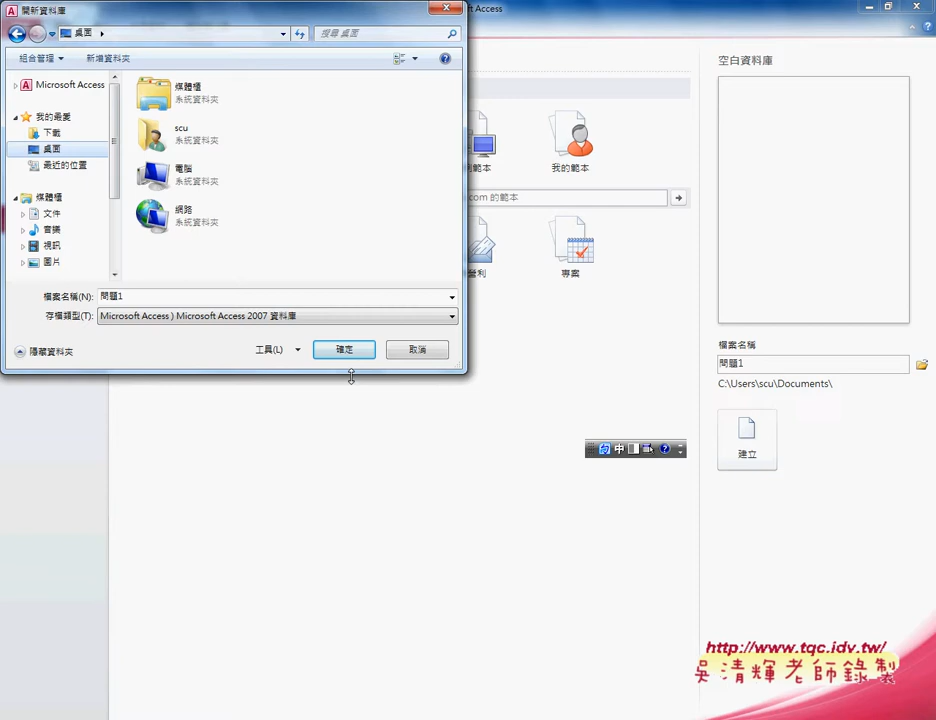 開新資料庫
桌面
搜尋 桌面
組合管理
新增資料夾
Microsoft Access
我的最愛
下載
桌面
最近的位置
媒體櫃
文件
音樂
視訊
圖片
媒體櫃
系統資料夾
scu
系統資料夾
電腦
系統資料夾
網路
系統資料夾
檔案名稱(N): 問題1
存檔類型(T): Microsoft Access ) Microsoft Access 2007 資料庫
隱藏資料夾
工具(L)
確定
取消
Microsoft Access
範本
我的範本
com 的範本
專案
中
空白資料庫
檔案名稱
問題1
C:\Users\scu\Documents\
建立
http://www.tqc.idv.tw/
吳清輝老師錄製